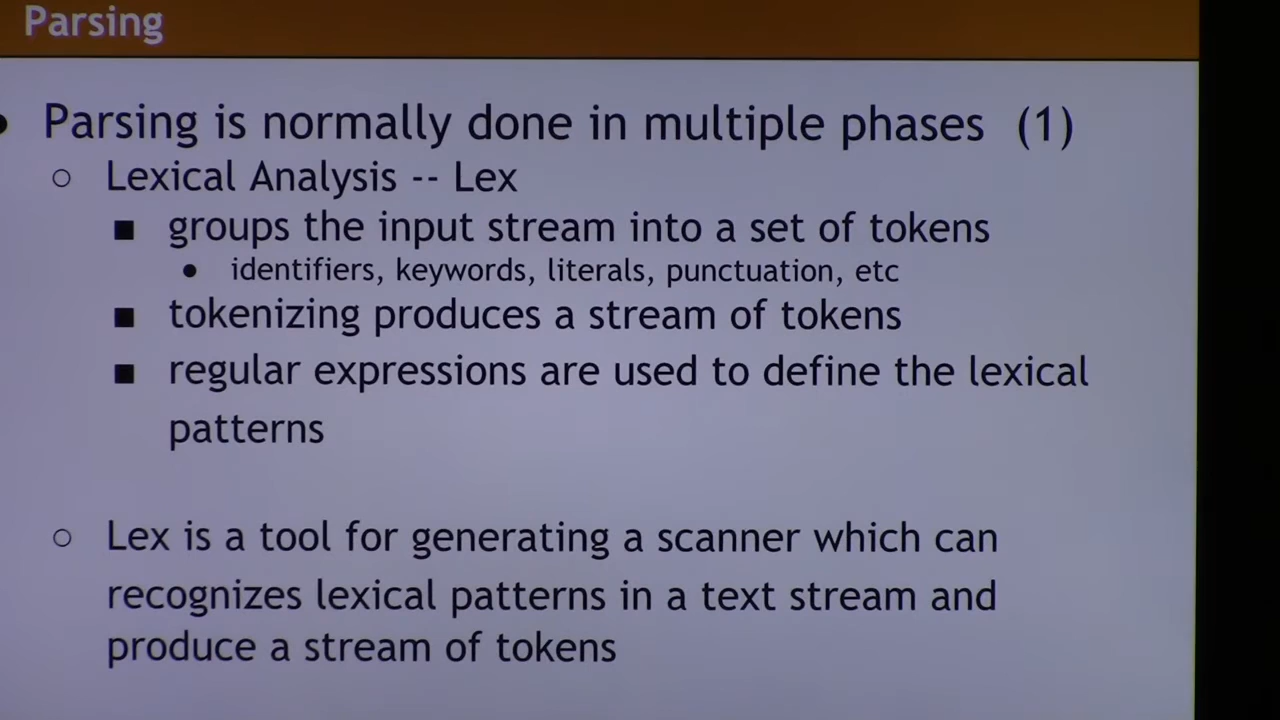 Parsing
Parsing is normally done in multiple phases (1)
Lexical Analysis -- Lex
groups the input stream into a set of tokens
identifiers, keywords, literals, punctuation, etc
tokenizing produces a stream of tokens
regular expressions are used to define the lexical
patterns
Lex is a tool for generating a scanner which can
recognizes lexical patterns in a text stream and
produce a stream of tokens